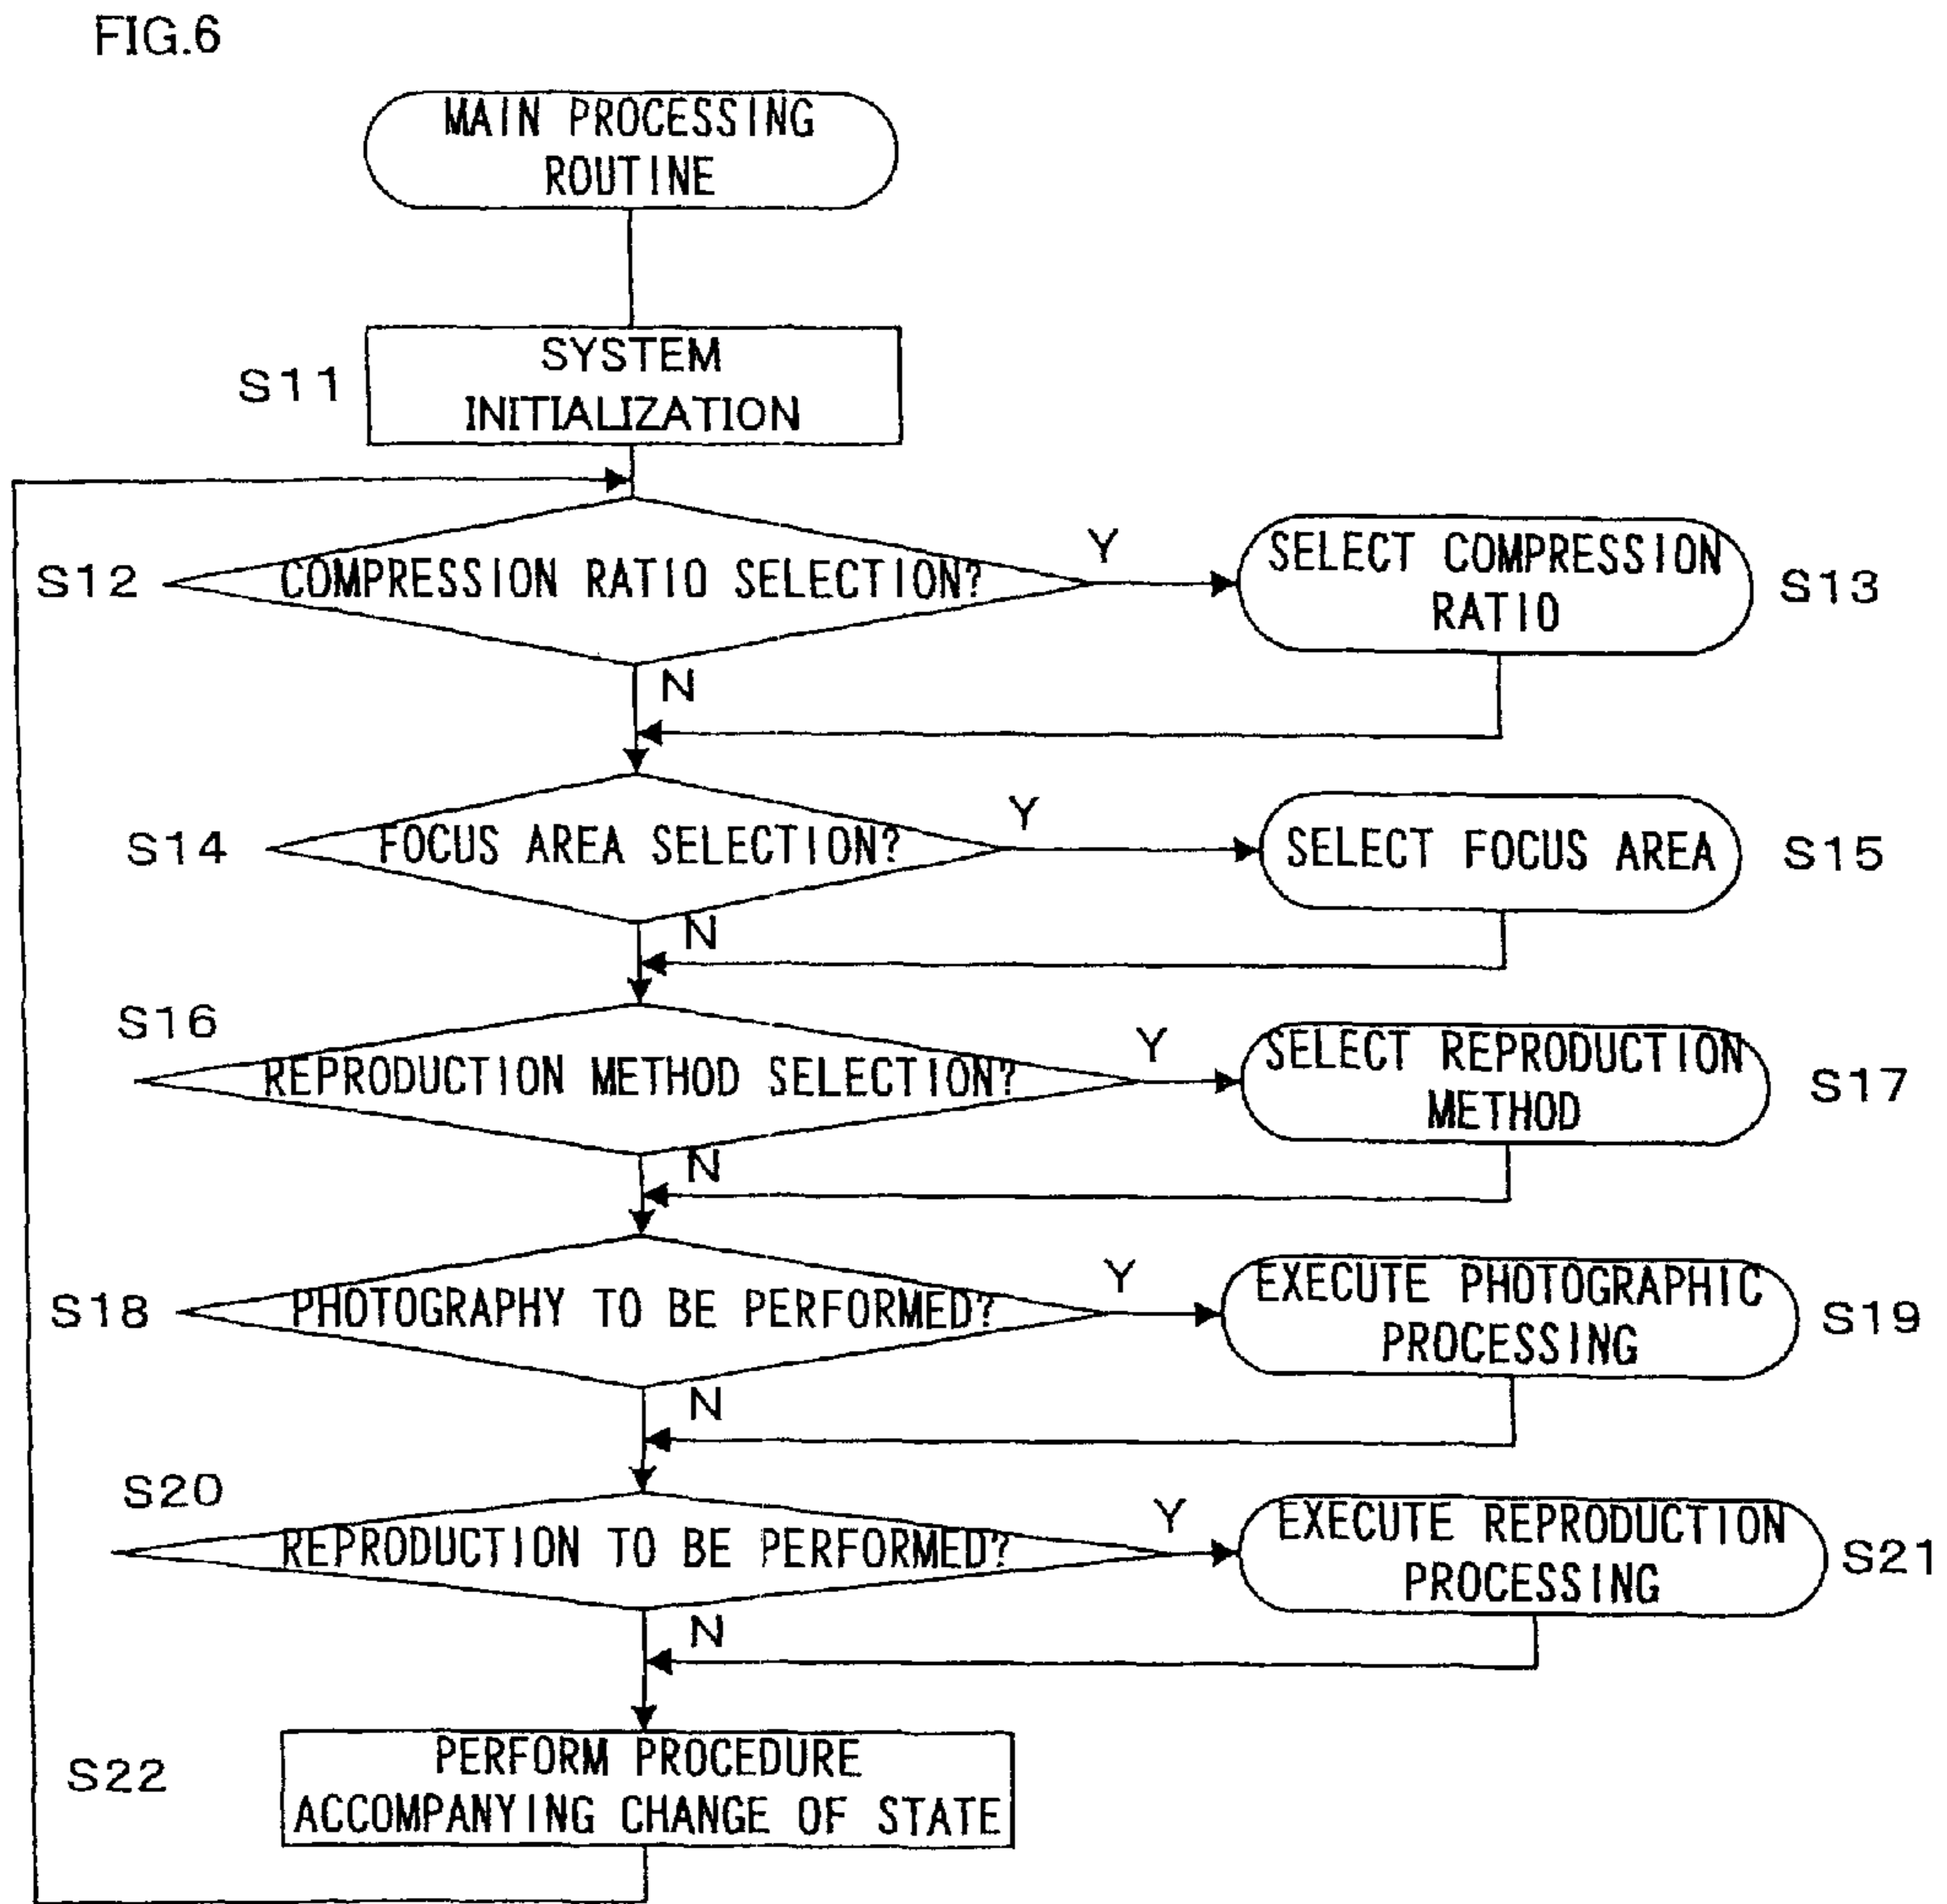 FIG.6
MAIN PROCESSING
ROUTINE
S11
SYSTEM
INITIALIZATION
S12
COMPRESSION RATIO SELECTION?
Y
N
SELECT COMPRESSION
RATIO
S13
S14
FOCUS AREA SELECTION?
Y
N
SELECT FOCUS AREA
S15
S16
REPRODUCTION METHOD SELECTION?
Y
N
SELECT REPRODUCTION
METHOD
S17
S18
PHOTOGRAPHY TO BE PERFORMED?
Y
N
EXECUTE PHOTOGRAPHIC
PROCESSING
S19
S20
REPRODUCTION TO BE PERFORMED?
Y
N
EXECUTE REPRODUCTION
PROCESSING
S21
S22
PERFORM PROCEDURE
ACCOMPANYING CHANGE OF STATE